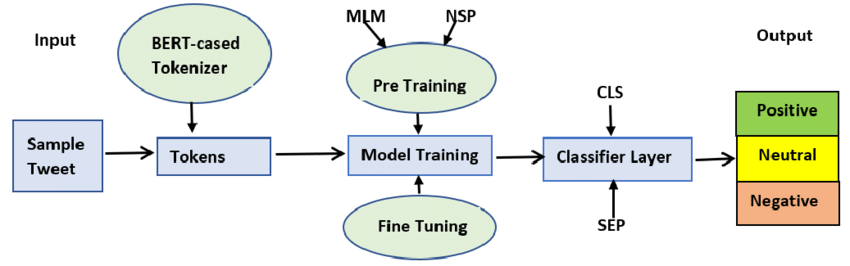 Input
BERT-cased
Tokenizer
MLM
NSP
Output
Pre Training
CLS
Positive
Sample
Tweet
Tokens
Model Training
Classifier Layer
Neutral
Negative
Fine Tuning
SEP